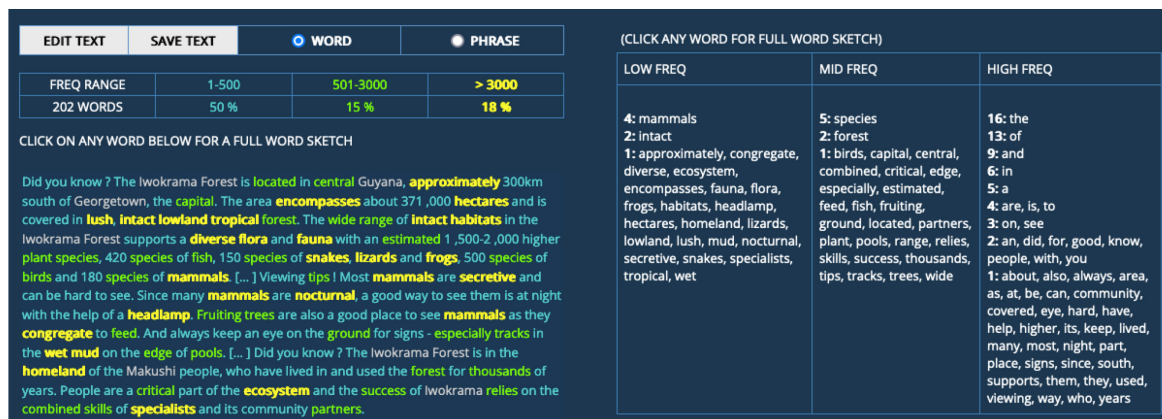 EDIT TEXT SAVE TEXT WORD PHRASE
FREQ RANGE 1-500 501-3000 > 3000
202 WORDS 50 % 15 % 18 %
CLICK ON ANY WORD BELOW FOR A FULL WORD SKETCH
Did you know ? The Iwokrama Forest is located in central Guyana, approximately 300km
south of Georgetown, the capital. The area encompasses about 371 ,000 hectares and is
covered in lush, intact lowland tropical forest. The wide range of intact habitats in the
Iwokrama Forest supports a diverse flora and fauna with an estimated 1 ,500-2 ,000 higher
plant species, 420 species of fish, 150 species of snakes, lizards and frogs, 500 species of
birds and 180 species of mammals. [... ] Viewing tips ! Most mammals are secretive and
can be hard to see. Since many mammals are nocturnal, a good way to see them is at night
with the help of a headlamp. Fruiting trees are also a good place to see mammals as they
congregate to feed. And always keep an eye on the ground for signs - especially tracks in
the wet mud on the edge of pools. [... ] Did you know ? The Iwokrama Forest is in the
homeland of the Makushi people, who have lived in and used the forest for thousands of
years. People are a critical part of the ecosystem and the success of Iwokrama relies on the
combined skills of specialists and its community partners.
(CLICK ANY WORD FOR FULL WORD SKETCH)
LOW FREQ
4: mammals
2: intact
1: approximately, congregate,
diverse, ecosystem,
encompasses, fauna, flora,
frogs, habitats, headlamp,
hectares, homeland, lizards,
lowland, lush, mud, nocturnal,
secretive, snakes, specialists,
tropical, wet
MID FREQ
5: species
2: forest
1: birds, capital, central,
combined, critical, edge,
especially, estimated,
feed, fish, fruiting,
ground, located, partners,
plant, pools, range, relies,
skills, success, thousands,
tips, tracks, trees, wide
HIGH FREQ
16: the
13: of
9: and
6: in
5: a
4: are, is, to
3: on, see
2: an, did, for, good, know,
people, with, you
1: about, also, always, area,
as, at, be, can, community,
covered, eye, hard, have,
help, higher, its, keep, lived,
many, most, night, part,
place, signs, since, south,
supports, them, they, used,
viewing, way, who, years